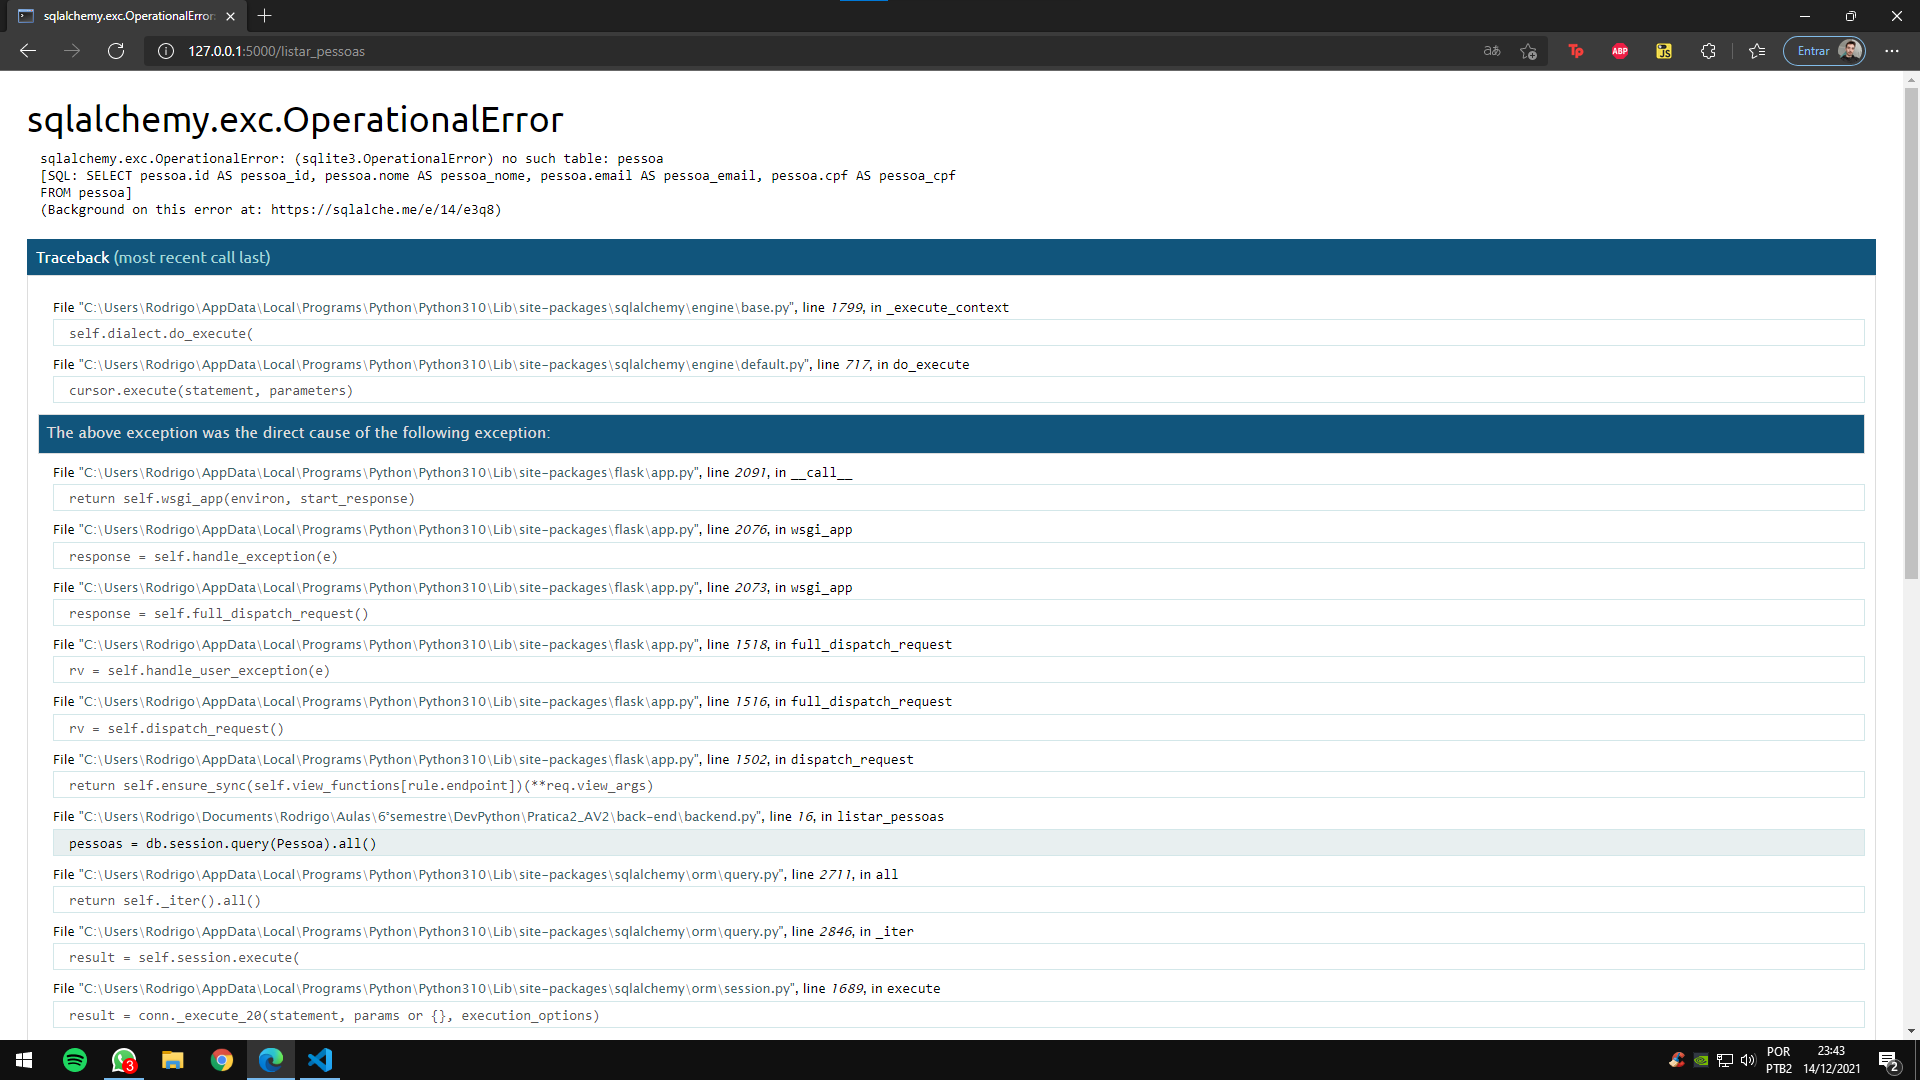 sqlalchemy.exc.OperationalError:
127.0.0.1:5000/listar_pessoas
aあ
Tp
ABP
JS
Entrar
sqlalchemy.exc.OperationalError
sqlalchemy.exc.OperationalError: (sqlite3.OperationalError) no such table: pessoa
[SQL: SELECT pessoa.id AS pessoa_id, pessoa.nome AS pessoa_nome, pessoa.email AS pessoa_email, pessoa.cpf AS pessoa_cpf
FROM pessoa]
(Background on this error at: https://sqlalche.me/e/14/e3q8)
Traceback (most recent call last)
File "C:\Users\Rodrigo\AppData\Local\Programs\Python\Python310\Lib\site-packages\sqlalchemy\engine\base.py", line 1799, in _execute_context
self.dialect.do_execute(
File "C:\Users\Rodrigo\AppData\Local\Programs\Python\Python310\Lib\site-packages\sqlalchemy\engine\default.py", line 717, in do_execute
cursor.execute(statement, parameters)
The above exception was the direct cause of the following exception:
File "C:\Users\Rodrigo\AppData\Local\Programs\Python\Python310\Lib\site-packages\flask\app.py", line 2091, in __call__
return self.wsgi_app(environ, start_response)
File "C:\Users\Rodrigo\AppData\Local\Programs\Python\Python310\Lib\site-packages\flask\app.py", line 2076, in wsgi_app
response = self.handle_exception(e)
File "C:\Users\Rodrigo\AppData\Local\Programs\Python\Python310\Lib\site-packages\flask\app.py", line 2073, in wsgi_app
response = self.full_dispatch_request()
File "C:\Users\Rodrigo\AppData\Local\Programs\Python\Python310\Lib\site-packages\flask\app.py", line 1518, in full_dispatch_request
rv = self.handle_user_exception(e)
File "C:\Users\Rodrigo\AppData\Local\Programs\Python\Python310\Lib\site-packages\flask\app.py", line 1516, in full_dispatch_request
rv = self.dispatch_request()
File "C:\Users\Rodrigo\AppData\Local\Programs\Python\Python310\Lib\site-packages\flask\app.py", line 1502, in dispatch_request
return self.ensure_sync(self.view_functions[rule.endpoint])(**req.view_args)
File "C:\Users\Rodrigo\Documents\Rodrigo\Aulas\6°semestre\DevPython\Pratica2_AV2\back-end\backend.py", line 16, in listar_pessoas
pessoas = db.session.query(Pessoa).all()
File "C:\Users\Rodrigo\AppData\Local\Programs\Python\Python310\Lib\site-packages\sqlalchemy\orm\query.py", line 2711, in all
return self._iter().all()
File "C:\Users\Rodrigo\AppData\Local\Programs\Python\Python310\Lib\site-packages\sqlalchemy\orm\query.py", line 2846, in _iter
result = self.session.execute(
File "C:\Users\Rodrigo\AppData\Local\Programs\Python\Python310\Lib\site-packages\sqlalchemy\orm\session.py", line 1689, in execute
result = conn._execute_20(statement, params or {}, execution_options)
3
POR
PTB2
23:43
14/12/2021
2